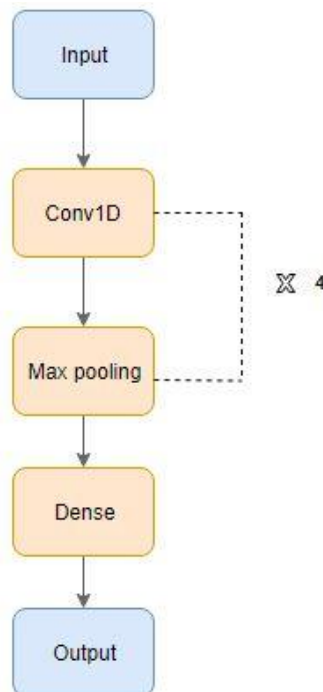 Input
Conv1D
X 4
Max pooling
Dense
Output